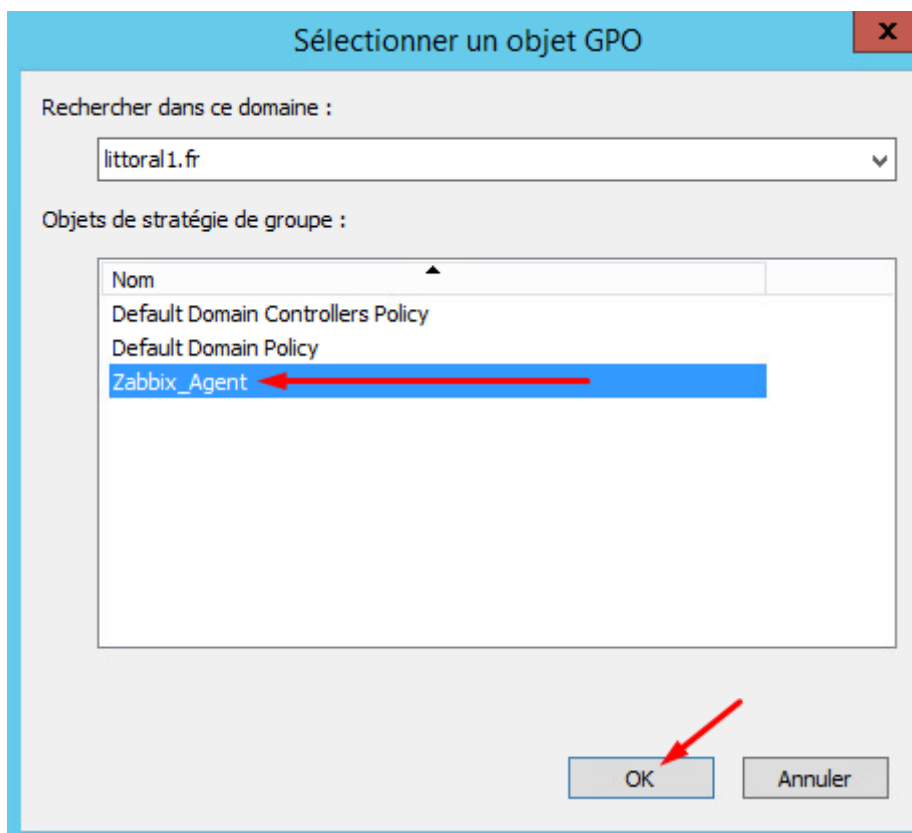 Sélectionner un objet GPO
x
Rechercher dans ce domaine :
littoral1.fr
Objets de stratégie de groupe :
Nom
Default Domain Controllers Policy
Default Domain Policy
Zabbix_Agent
OK Annuler